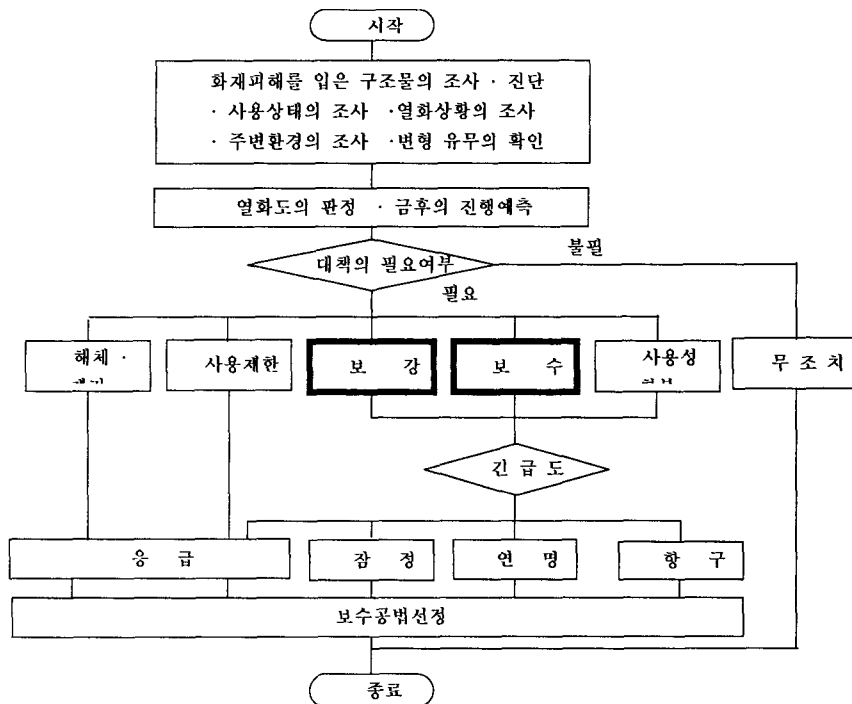 시작
화재피해를 입은 구조물의 조사 · 진단
· 사용상태의 조사 ·열화상황의 조사
· 주변환경의 조사 ·변형 유무의 확인
열화도의 판정 · 금후의 진행예측
대책의 필요여부
불필
필요
해체 ·
사용재한
보 강
보 수
사용성
무 조 치
긴 급 도
응 급
잠 정
연 명
항 구
보수공법선정
종료